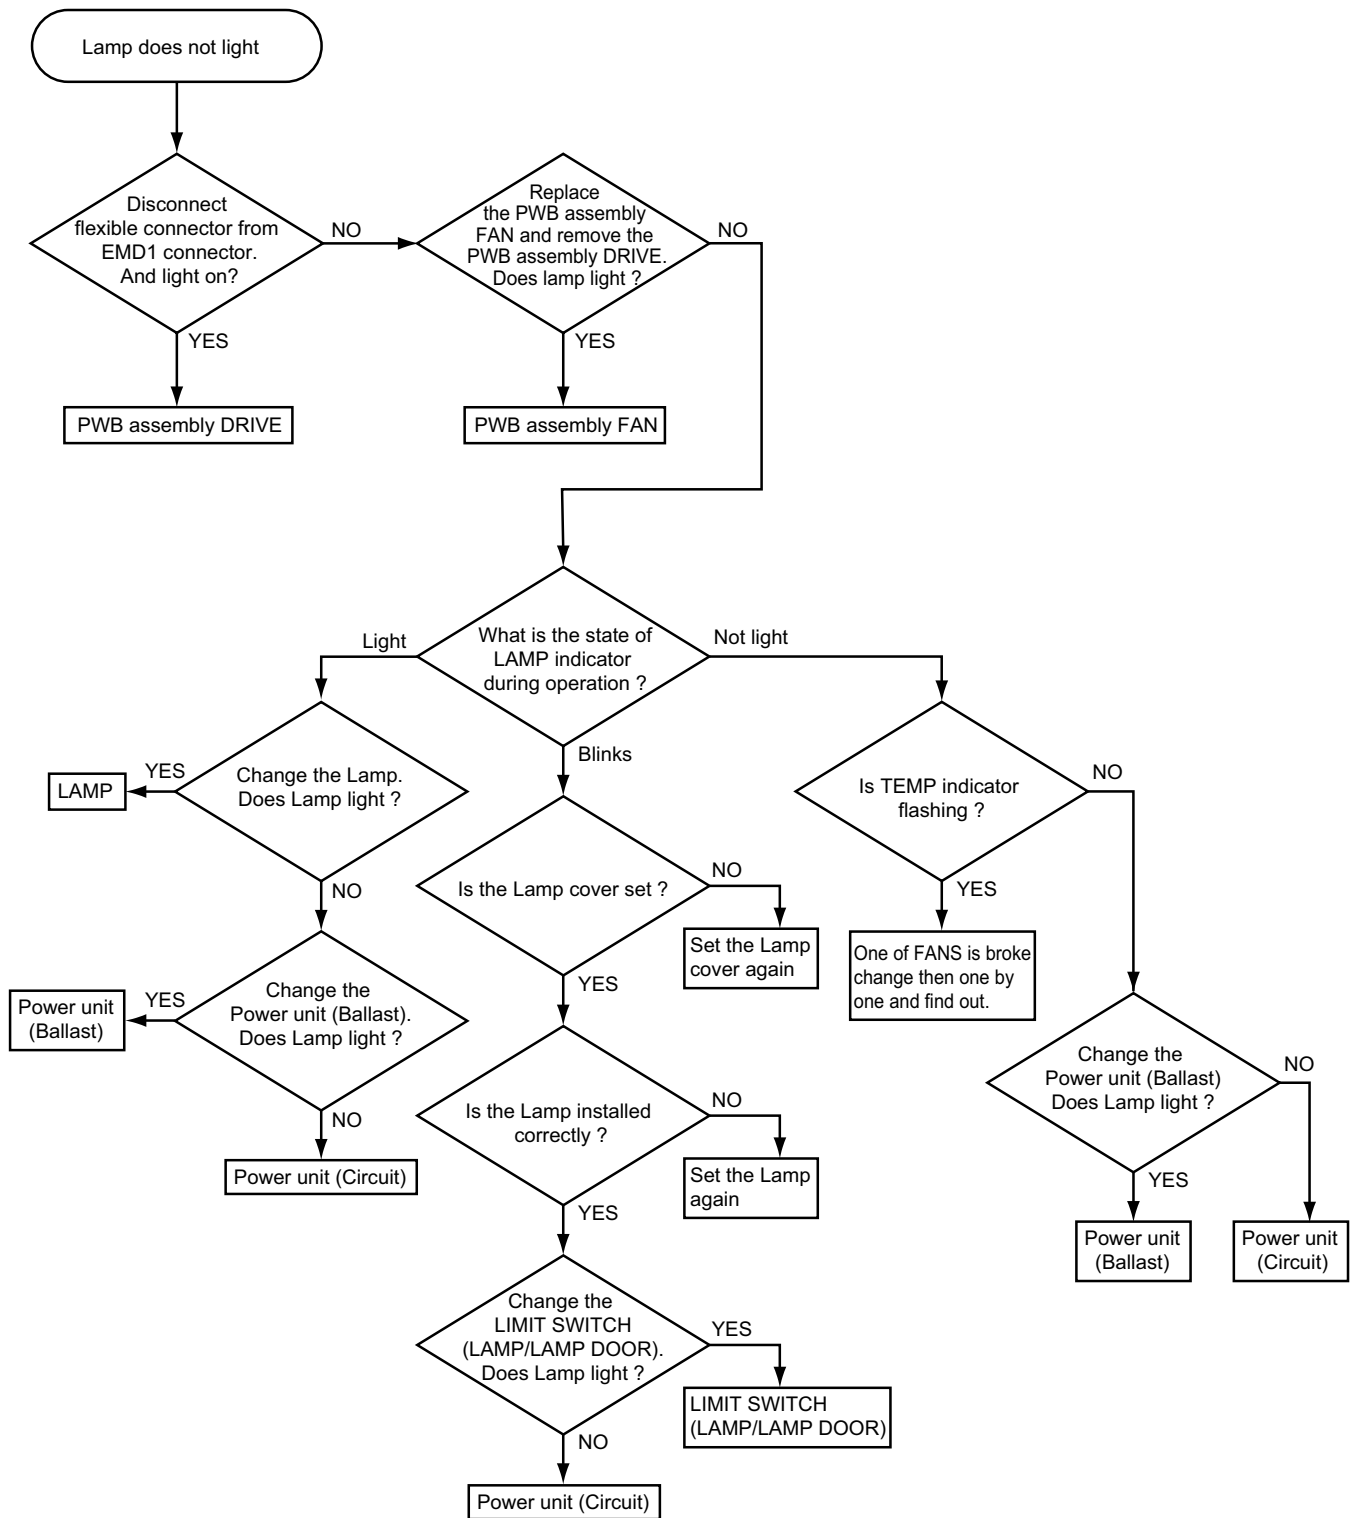 Lamp does not light
Disconnect
flexible connector from
EMD1 connector.
And light on?
NO
YES
PWB assembly DRIVE
Replace
the PWB assembly
FAN and remove the
PWB assembly DRIVE.
Does lamp light ?
NO
YES
PWB assembly FAN
What is the state of
LAMP indicator
during operation ?
Light
Not light
Blinks
Change the Lamp.
Does Lamp light ?
YES
LAMP
NO
Change the
Power unit (Ballast).
Does Lamp light ?
YES
Power unit
(Ballast)
NO
Power unit (Circuit)
Is the Lamp cover set ?
NO
Set the Lamp
cover again
YES
Is the Lamp installed
correctly ?
NO
Set the Lamp
again
YES
Change the
LIMIT SWITCH
(LAMP/LAMP DOOR).
Does Lamp light ?
YES
LIMIT SWITCH
(LAMP/LAMP DOOR)
NO
Power unit (Circuit)
Is TEMP indicator
flashing ?
NO
YES
One of FANS is broke
change then one by
one and find out.
Change the
Power unit (Ballast)
Does Lamp light ?
NO
YES
Power unit
(Ballast)
Power unit
(Circuit)